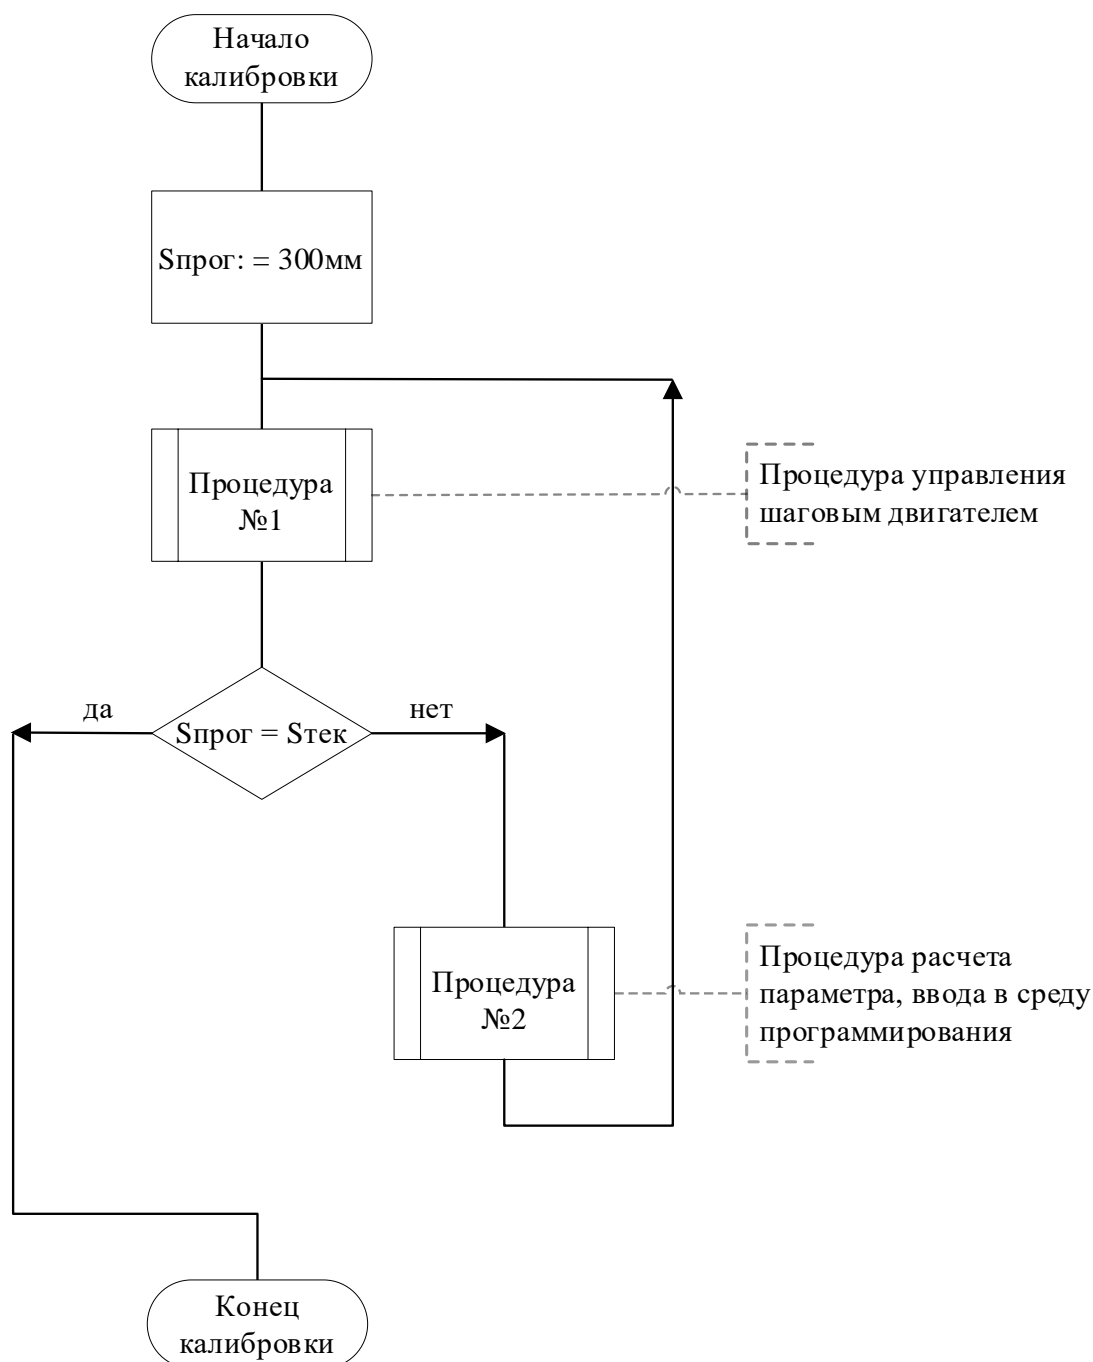 Начало
калибровки
Sпрог: = 300мм
Процедура
№1
Процедура управления
шаговым двигателем
да
Sпрог = Sтек
нет
Процедура
№2
Процедура расчета
параметра, ввода в среду
программирования
Конец
калибровки